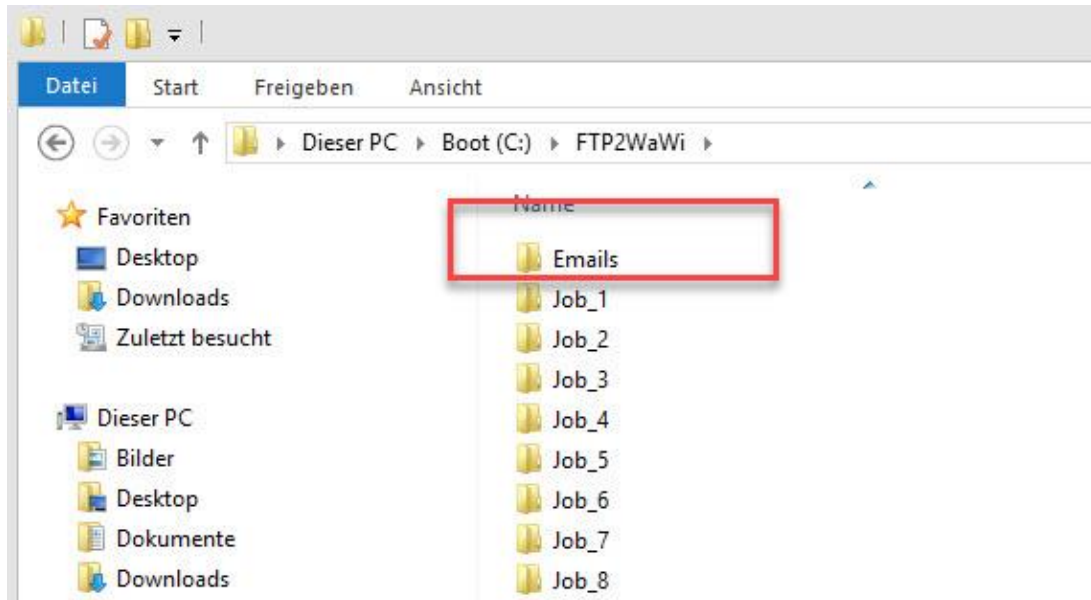 Datei Start Freigeben Ansicht
Dieser PC Boot (C:) FTP2WaWi
Favoriten
Desktop
Downloads
Zuletzt besucht
Dieser PC
Bilder
Desktop
Dokumente
Downloads
Name
Emails
Job_1
Job_2
Job_3
Job_4
Job_5
Job_6
Job_7
Job_8